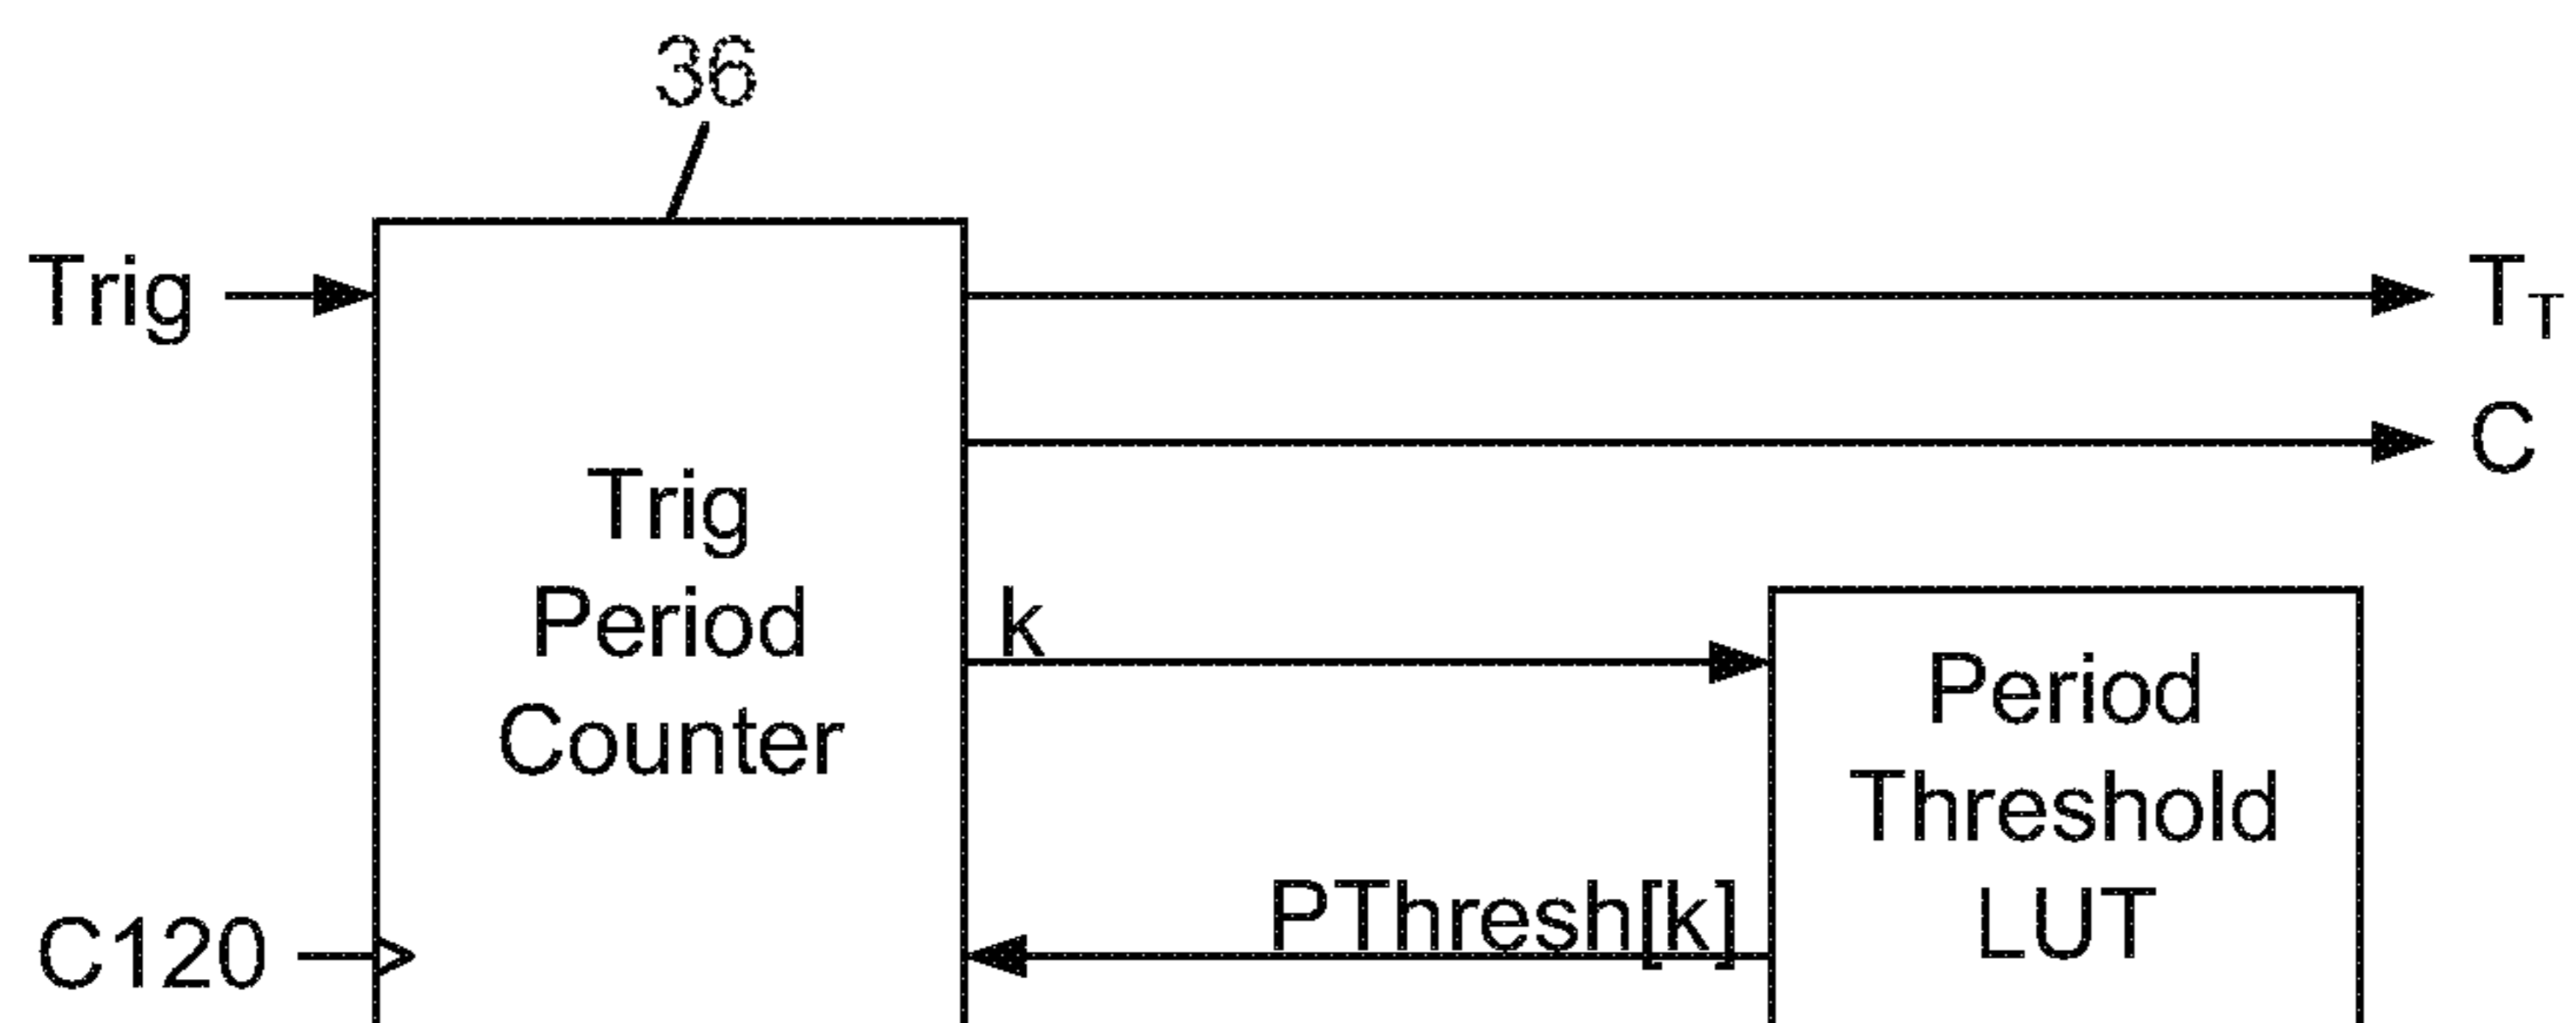 36
Trig
T_T
C
Trig
Period
Counter
k
Period
Threshold
LUT
PThresh[k]
C120